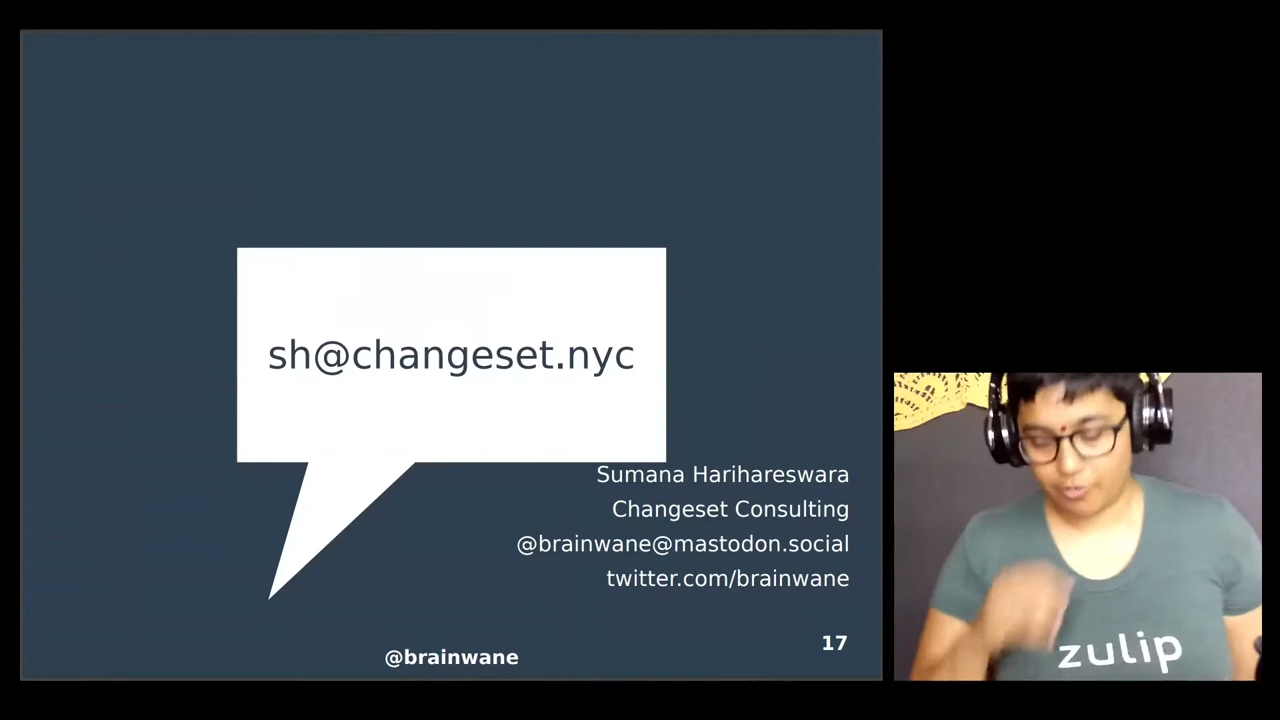 sh@changeset.nyc
Sumana Harihareswara
Changeset Consulting
@brainwane@mastodon.social
twitter.com/brainwane
17
@brainwane
zulip